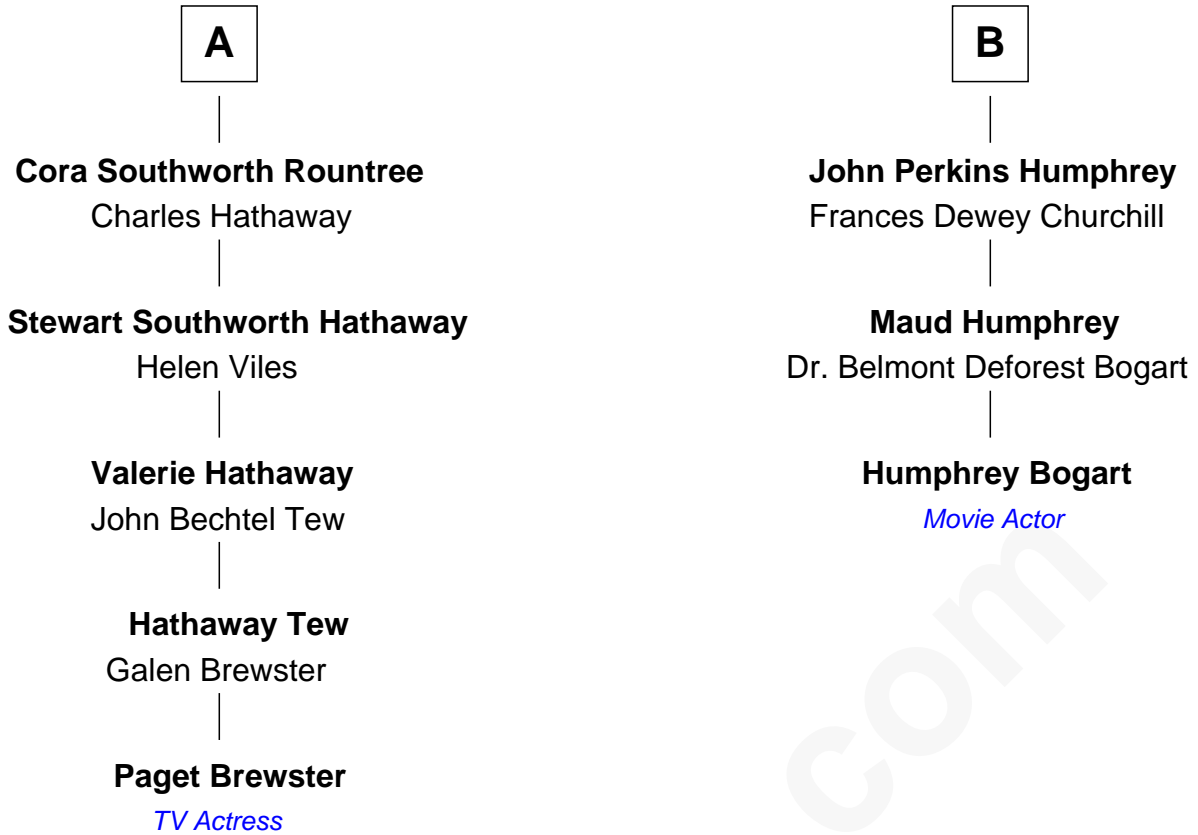 A
Cora Southworth Rountree
Charles Hathaway
Stewart Southworth Hathaway
Helen Viles
Valerie Hathaway
John Bechtel Tew
Hathaway Tew
Galen Brewster
Paget Brewster
TV Actress
B
John Perkins Humphrey
Frances Dewey Churchill
Maud Humphrey
Dr. Belmont Deforest Bogart
Humphrey Bogart
Movie Actor
com